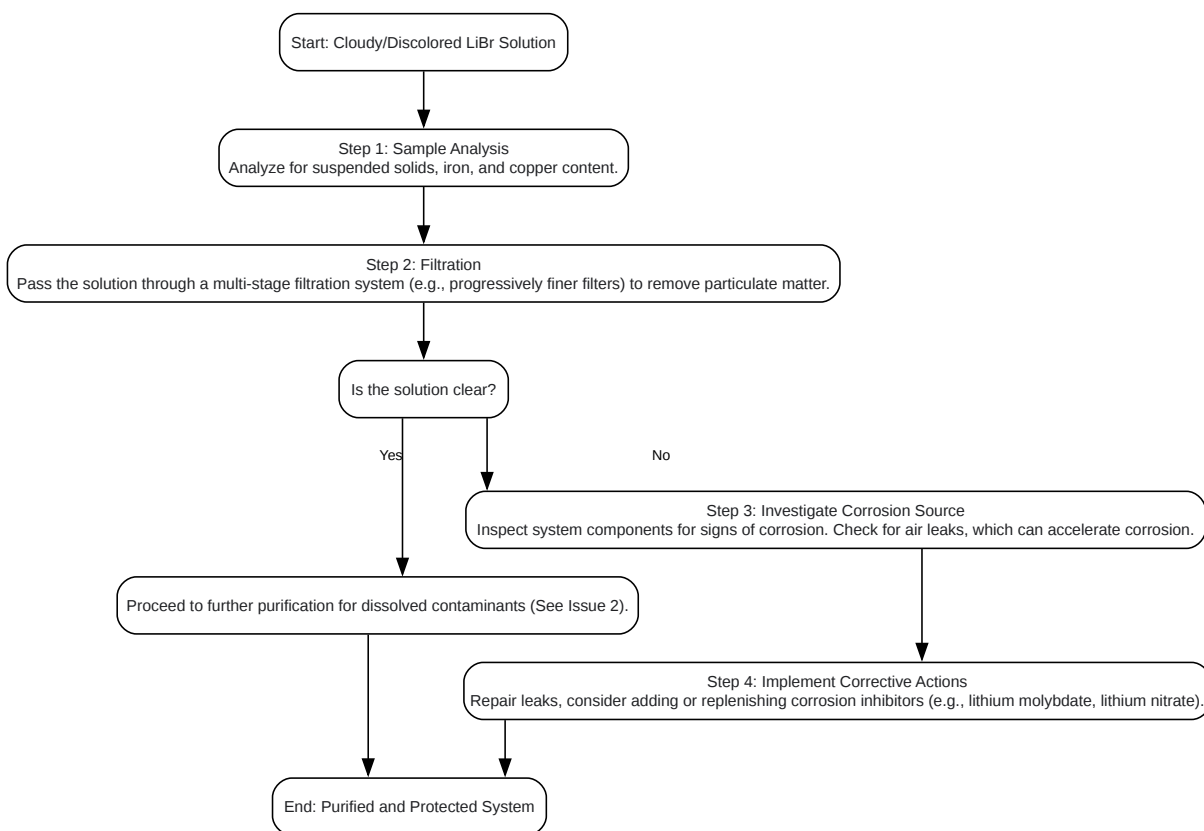 Start: Cloudy/Discolored LiBr Solution
Step 1: Sample Analysis
Analyze for suspended solids, iron, and copper content.
Step 2: Filtration
Pass the solution through a multi-stage filtration system (e.g., progressively finer filters) to remove particulate matter.
Is the solution clear?
Yes
No
Step 3: Investigate Corrosion Source
Inspect system components for signs of corrosion. Check for air leaks, which can accelerate corrosion.
Proceed to further purification for dissolved contaminants (See Issue 2).
Step 4: Implement Corrective Actions
Repair leaks, consider adding or replenishing corrosion inhibitors (e.g., lithium molybdate, lithium nitrate).
End: Purified and Protected System